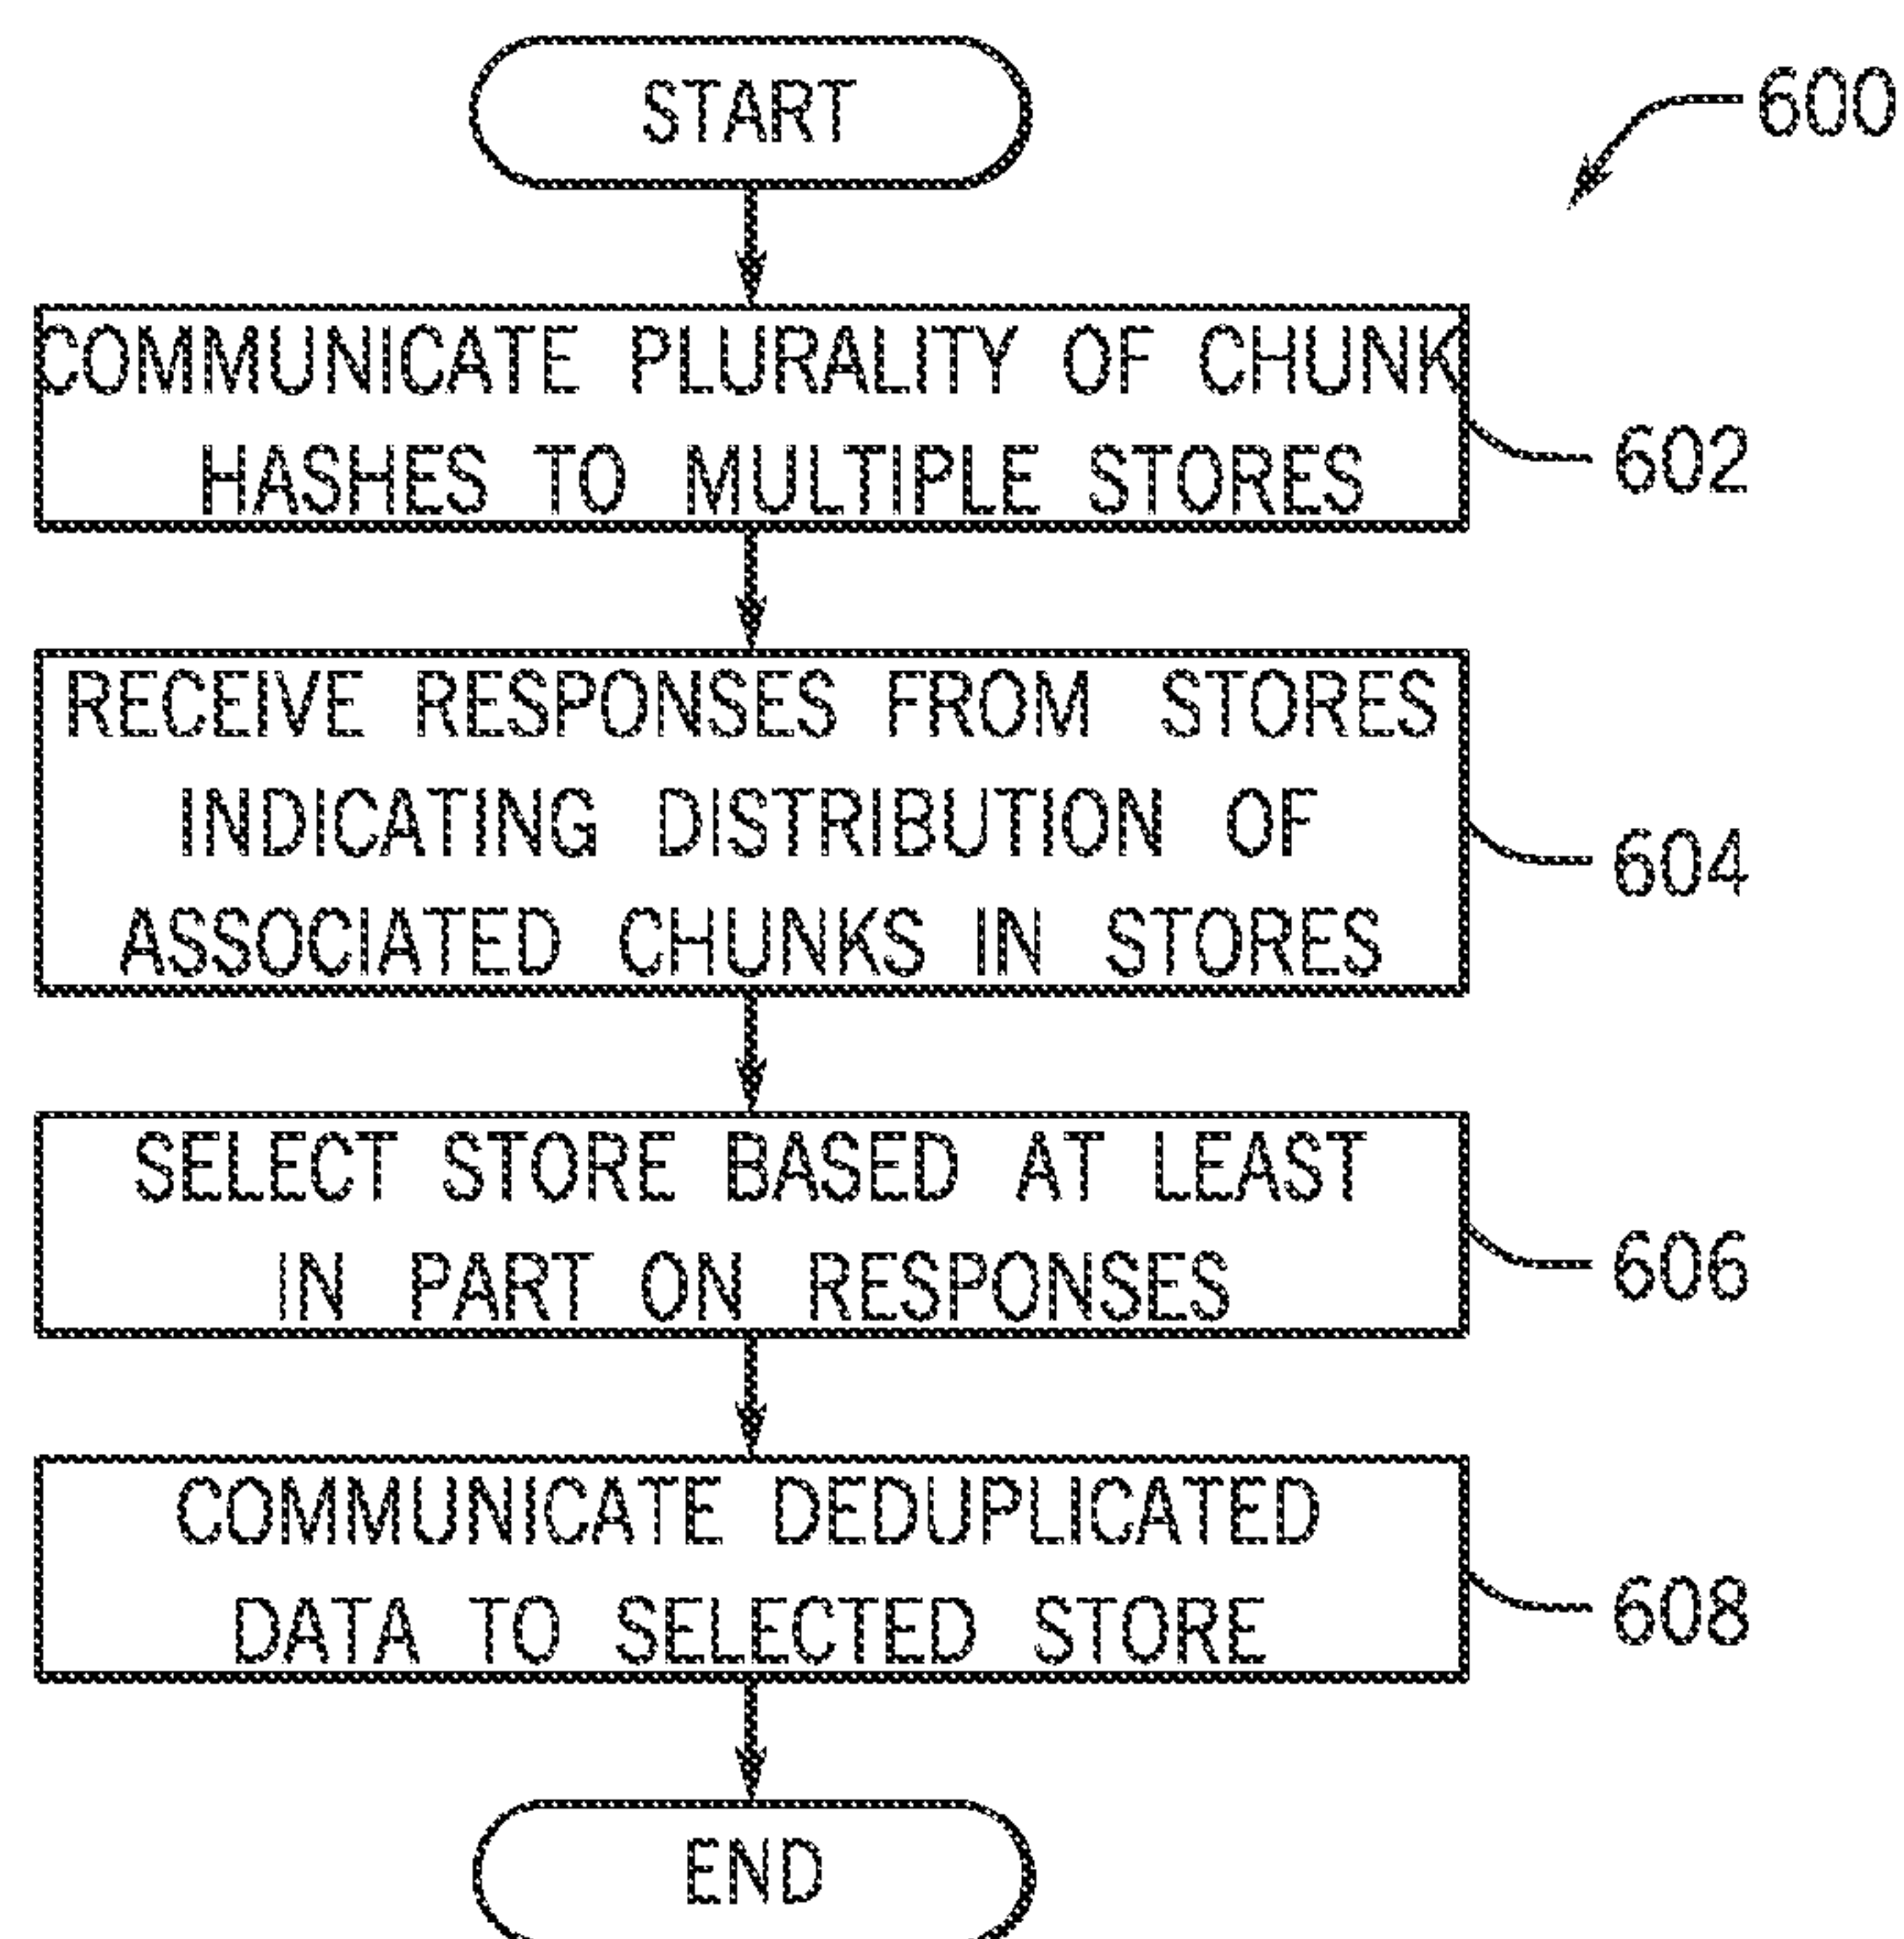 START
600
COMMUNICATE PLURALITY OF CHUNK
HASHES TO MULTIPLE STORES
602
RECEIVE RESPONSES FROM STORES
INDICATING DISTRIBUTION OF
ASSOCIATED CHUNKS IN STORES
604
SELECT STORE BASED AT LEAST
IN PART ON RESPONSES
606
COMMUNICATE DEDUPLICATED
DATA TO SELECTED STORE
608
END